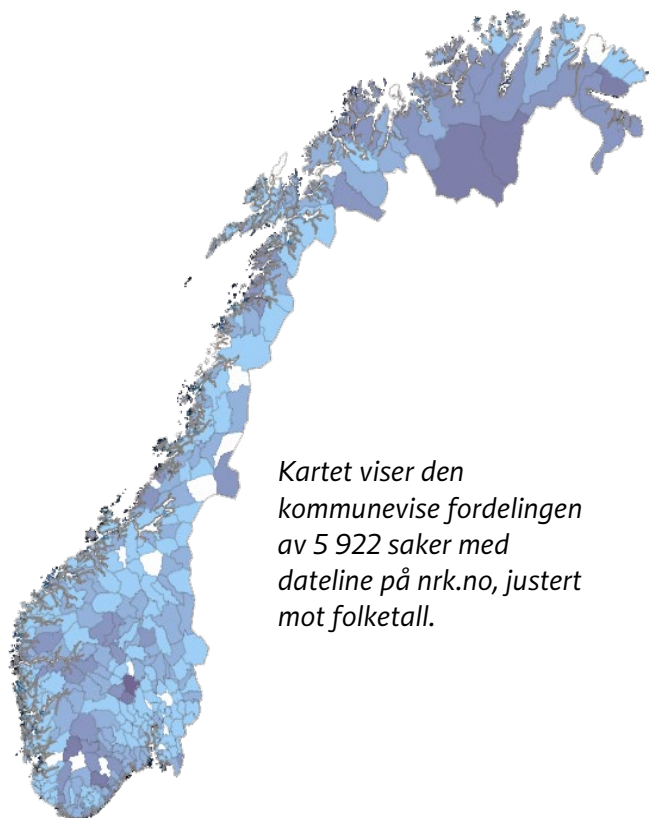 Kartet viser den
kommunevise fordelingen
av 5 922 saker med
dateline på nrk.no, justert
mot folketall.